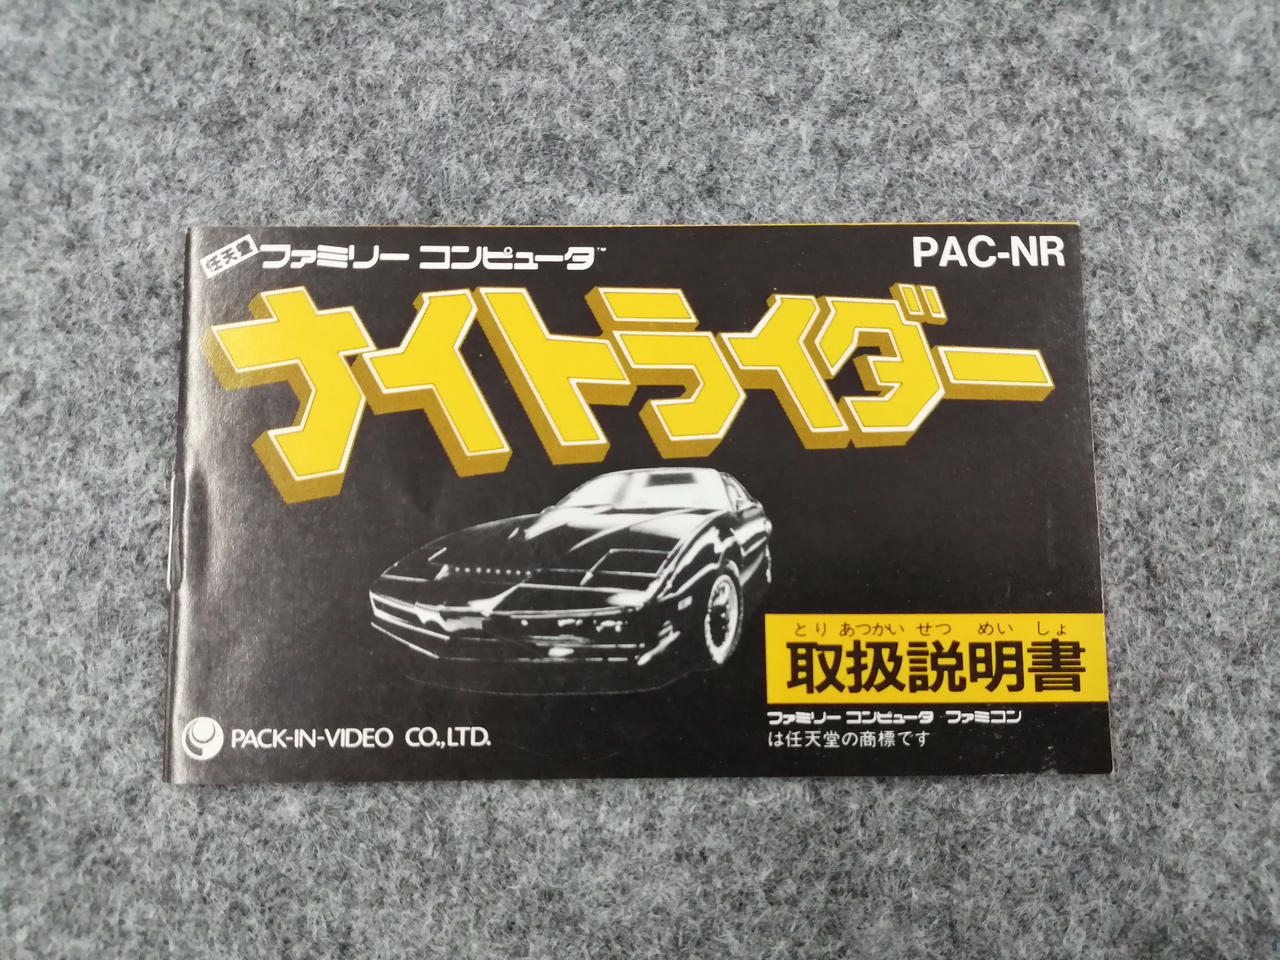 任天堂 ファミリー コンピュータ™
PAC-NR
ナイトライダー
とり あつかい せつ めい しょ
取扱説明書
ファミリー コンピュータ ファミコン
は任天堂の商標です
PACK-IN-VIDEO CO.,LTD.